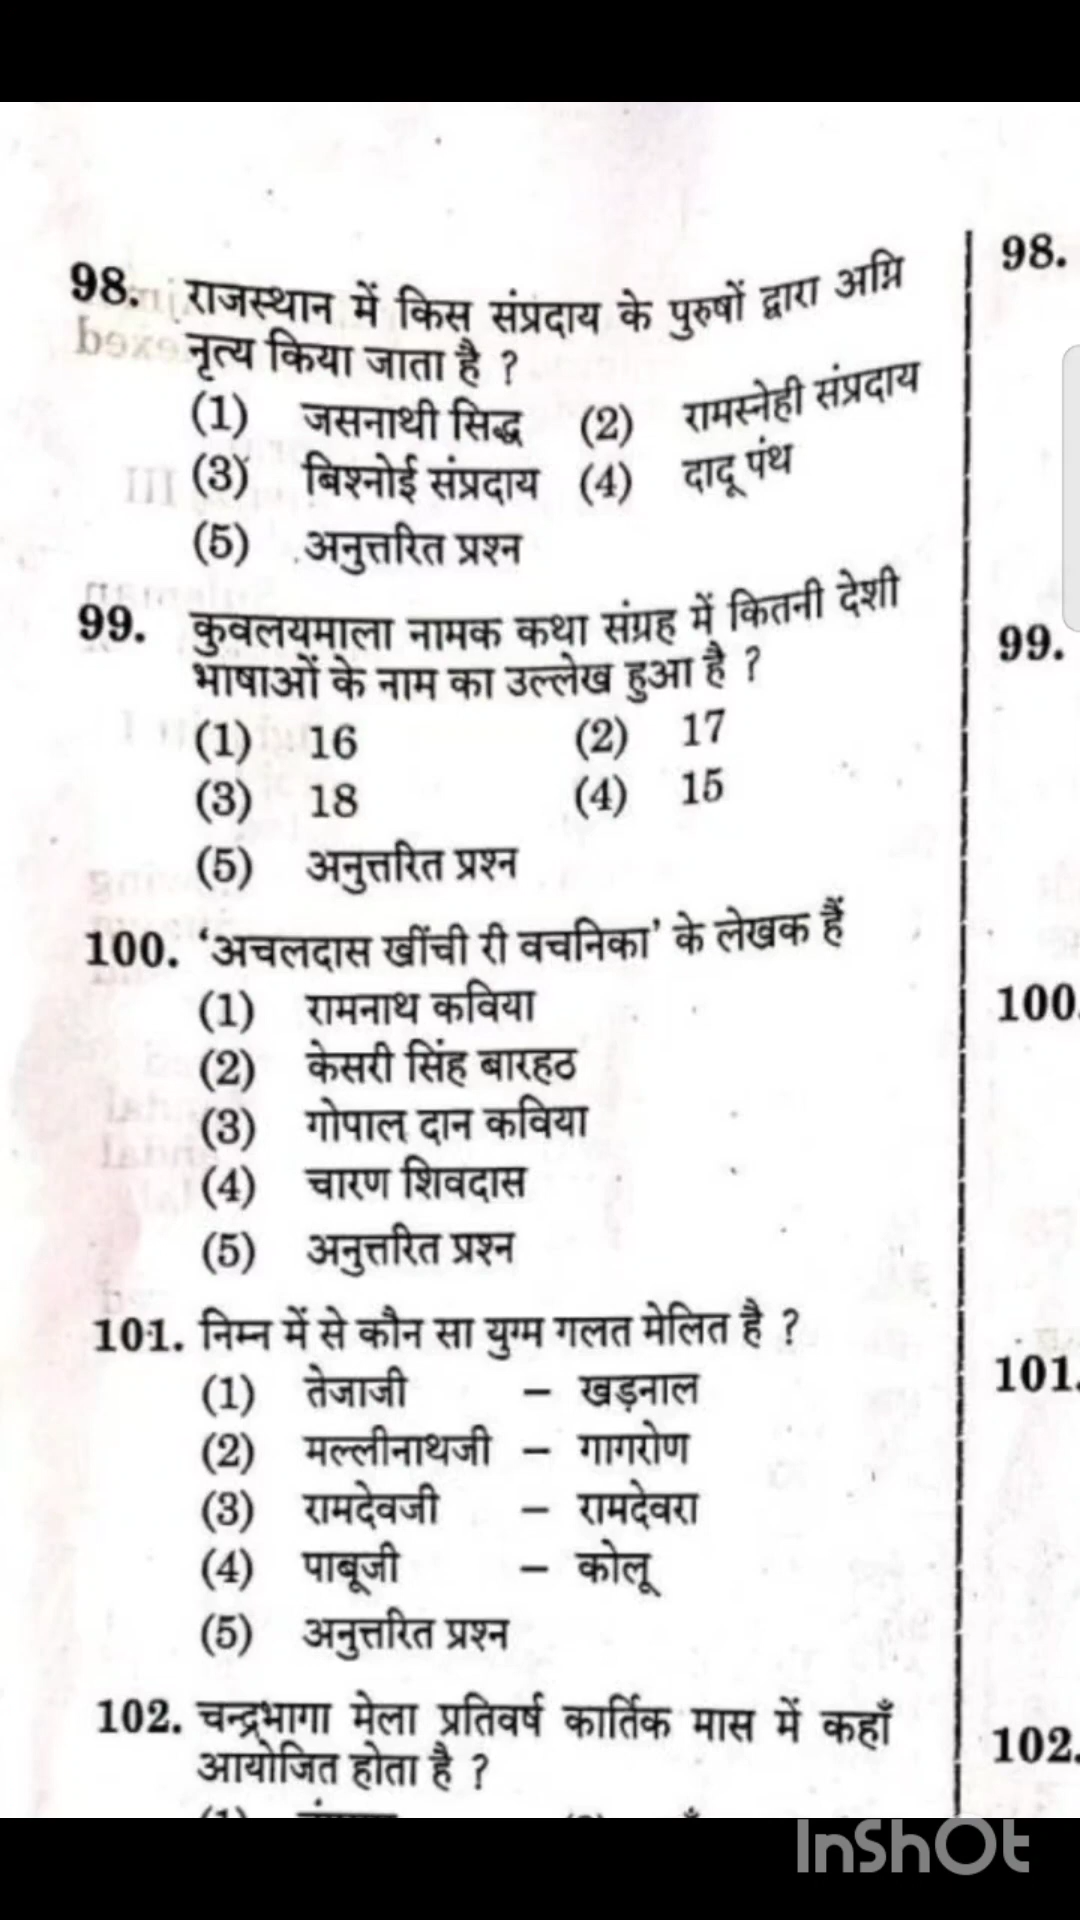 98. राजस्थान में किस संप्रदाय के पुरुषों द्वारा अग्नि
नृत्य किया जाता है ?
(1) जसनाथी सिद्ध (2) रामस्नेही संप्रदाय
(3) बिश्नोई संप्रदाय (4) दादू पंथ
(5) अनुत्तरित प्रश्न
99. कुवलयमाला नामक कथा संग्रह में कितनी देशी
भाषाओं के नाम का उल्लेख हुआ है ?
(1) 16 (2) 17
(3) 18 (4) 15
(5) अनुत्तरित प्रश्न
100. ‘अचलदास खींची री वचनिका’ के लेखक हैं
(1) रामनाथ कविया
(2) केसरी सिंह बारहठ
(3) गोपाल दान कविया
(4) चारण शिवदास
(5) अनुत्तरित प्रश्न
101. निम्न में से कौन सा युग्म गलत मेलित है ?
(1) तेजाजी – खड़नाल
(2) मल्लीनाथजी – गागरोण
(3) रामदेवजी – रामदेवरा
(4) पाबूजी – कोलू
(5) अनुत्तरित प्रश्न
102. चन्द्रभागा मेला प्रतिवर्ष कार्तिक मास में कहाँ
आयोजित होता है ?
98.
99.
100.
101.
102.
InShOt